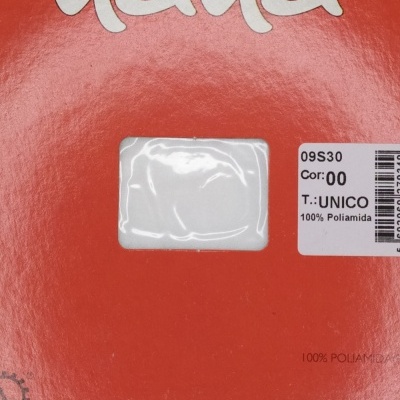 09S30
Cor:00
T.:UNICO
100% Poliamida
100% POLIAMIDA